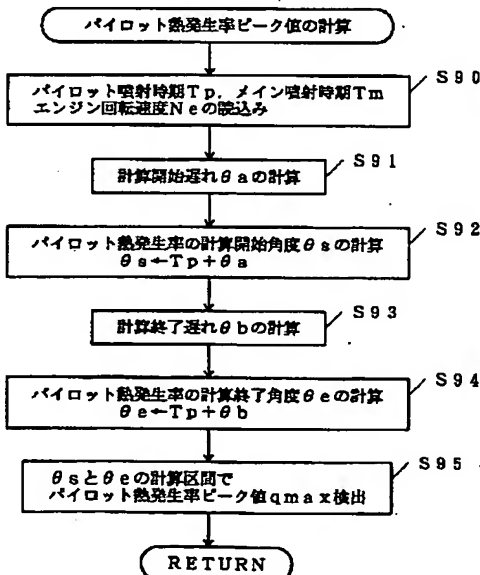 パイロット熱発生率ピーク値の計算
S90
パイロット噴射時期Tp．メイン噴射時期Tm
エンジン回転速度Neの読込み
S91
計算開始遅れθaの計算
S92
パイロット熱発生率の計算開始角度θsの計算
θs←Tp＋θa
S93
計算終了遅れθbの計算
S94
パイロット熱発生率の計算終了角度θeの計算
θe←Tp＋θb
S95
θsとθeの計算区間で
パイロット熱発生率ピーク値qmax検出
RETURN